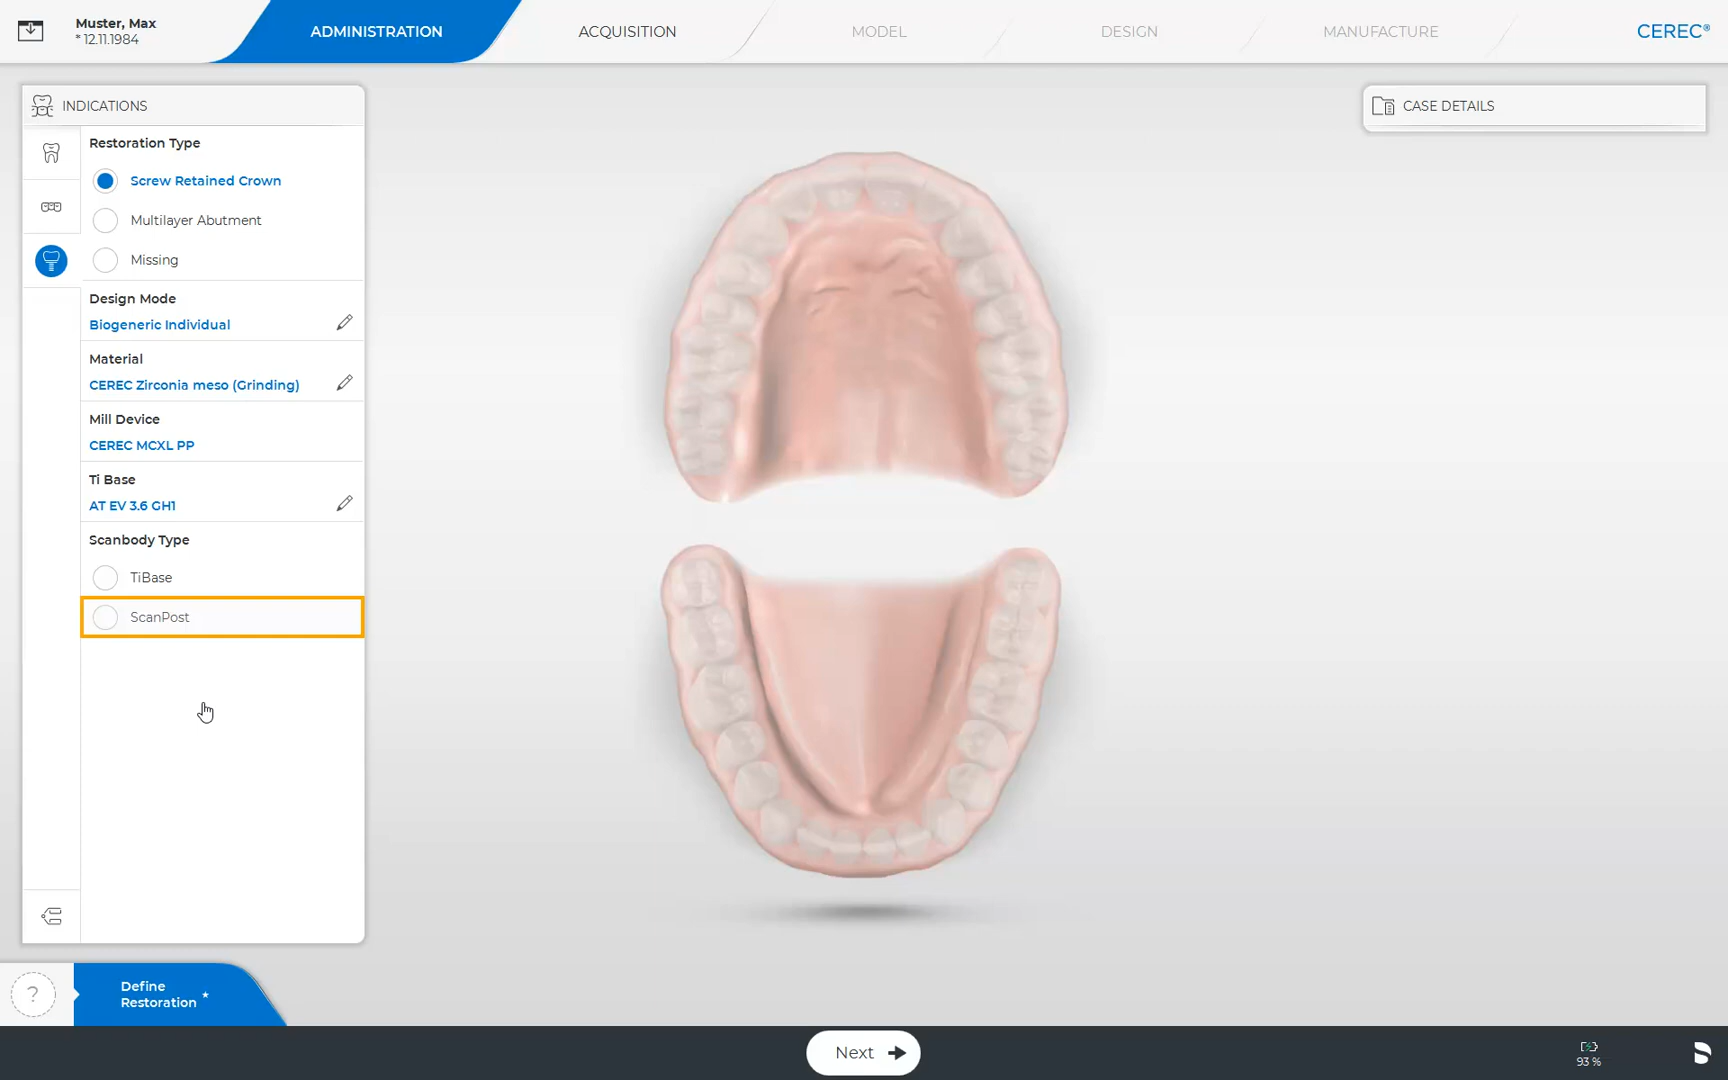 Muster, Max
* 12.11.1984
ADMINISTRATION
ACQUISITION
MODEL
DESIGN
MANUFACTURE
CEREC®
INDICATIONS
CASE DETAILS
Restoration Type
Screw Retained Crown
Multilayer Abutment
Missing
Design Mode
Biogeneric Individual
Material
CEREC Zirconia meso (Grinding)
Mill Device
CEREC MCXL PP
Ti Base
AT EV 3.6 GH1
Scanbody Type
TiBase
ScanPost
?
Define
Restoration *
Next
93 %